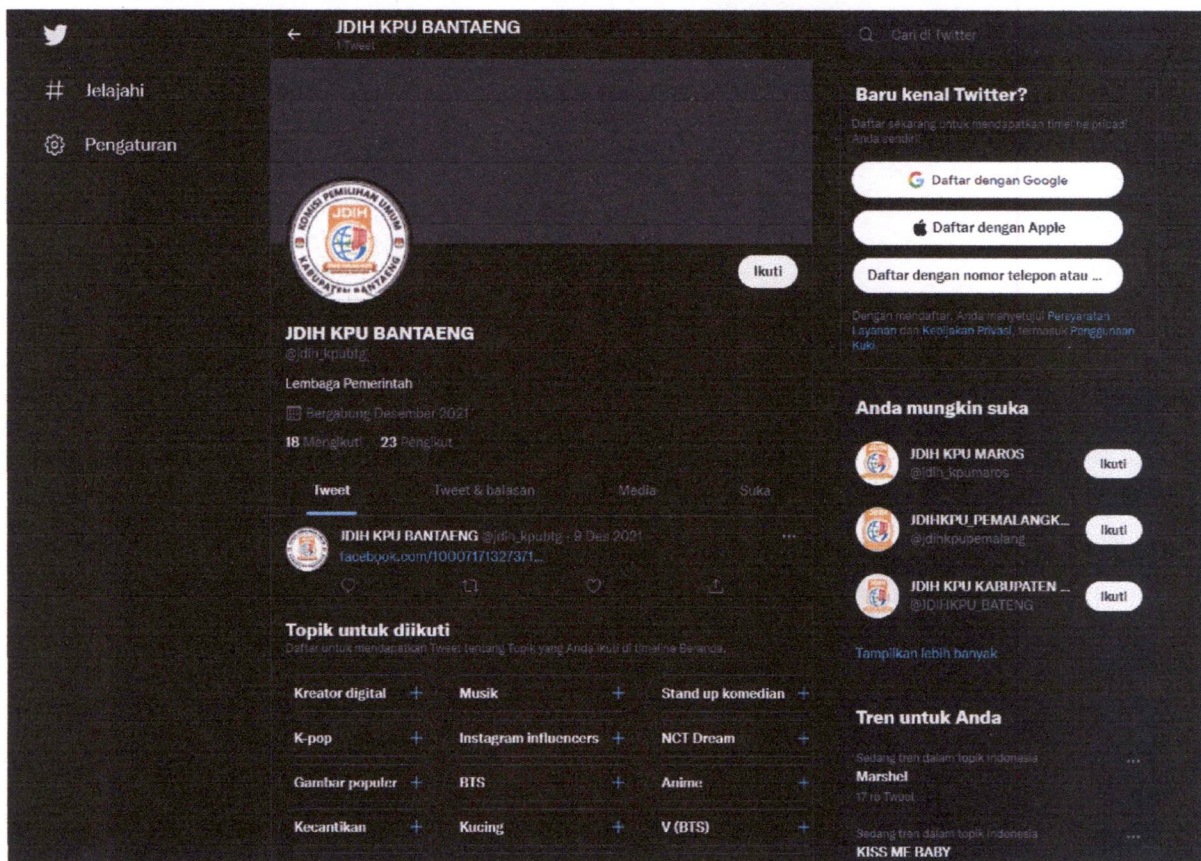 JDIH KPU BANTAENG
1 Tweet
Jelajahi
Pengaturan
KOMISI PEMILIHAN UMUM
JDIH
KABUPATEN BANTAENG
Ikuti
JDIH KPU BANTAENG
@jdih_kpubtg
Lembaga Pemerintah
Bergabung Desember 2021
18 Mengikuti 23 Pengikut
Tweet Tweet & balasan Media Suka
JDIH KPU BANTAENG @jdih_kpubtg · 9 Des 2021
facebook.com/10007171327371...
Topik untuk diikuti
Daftar untuk mendapatkan Tweet tentang Topik yang Anda ikuti di timeline Beranda.
Kreator digital + Musik + Stand up komedian +
K-pop + Instagram influencers + NCT Dream +
Gambar populer + BTS + Anime +
Kecantikan + Kucing + V (BTS) +
Cari di Twitter
Baru kenal Twitter?
Daftar sekarang untuk mendapatkan timeline pribadi
Anda sendiri!
Daftar dengan Google
Daftar dengan Apple
Daftar dengan nomor telepon atau ...
Dengan mendaftar, Anda menyetujui Persyaratan
Layanan dan Kebijakan Privasi, termasuk Penggunaan
Kuki.
Anda mungkin suka
JDIH KPU MAROS
@jdih_kpumaros
Ikuti
JDIHKPU_PEMALANGK...
@jdihkpupemalang
Ikuti
JDIH KPU KABUPATEN ...
@JDIHKPU_BATENG
Ikuti
Tampilkan lebih banyak
Tren untuk Anda
Sedang tren dalam topik Indonesia
Marshel
17 rb Tweet
Sedang tren dalam topik Indonesia
KISS ME BABY